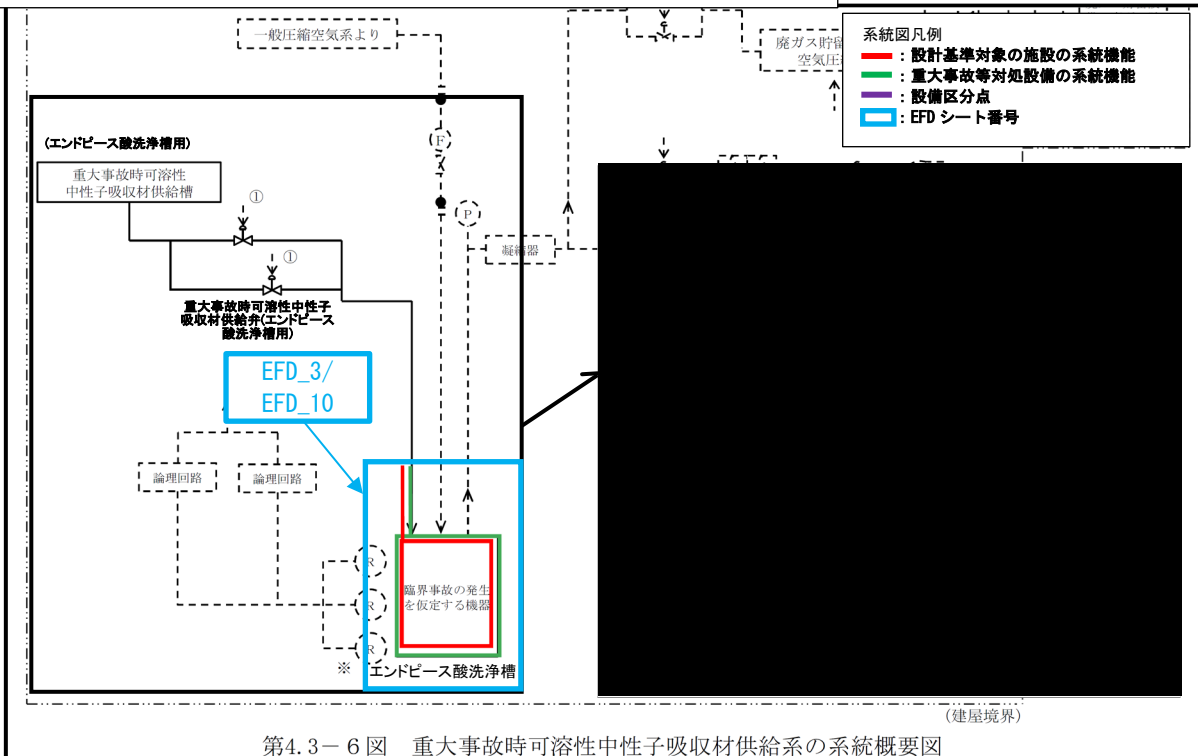 一般圧縮空気系より
廃ガス貯留
系統図凡例
：設計基準対象の施設の系統機能
：重大事故等対処設備の系統機能
：設備区分点
：EFDシート番号
(エンドピース酸洗浄槽用)
重大事故時可溶性
中性子吸収材供給槽
①
①
F
P
凝縮器
重大事故時可溶性中性子
吸収材供給弁(エンドピース
酸洗浄槽用)
EFD_3/
EFD_10
論理回路
論理回路
R
R
R
臨界事故の発生
を仮定する機器
※
エンドピース酸洗浄槽
(建屋境界)
第4.3－6図　重大事故時可溶性中性子吸収材供給系の系統概要図